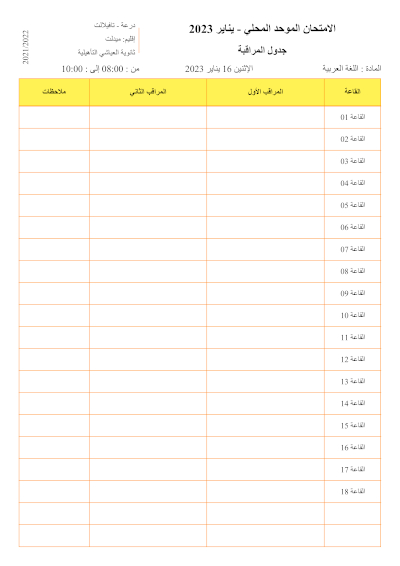 الامتحان الموحد المحلي - يناير 2023
جدول المراقبة
درعة - تافيلالت
إقليم: ميدلت
ثانوية العياشي التأهيلية
2021/2022
المادة : اللغة العربية
الإثنين 16 يناير 2023
من : 08:00 إلى : 10:00
القاعة المراقب الأول المراقب الثاني ملاحظات
القاعة 01
القاعة 02
القاعة 03
القاعة 04
القاعة 05
القاعة 06
القاعة 07
القاعة 08
القاعة 09
القاعة 10
القاعة 11
القاعة 12
القاعة 13
القاعة 14
القاعة 15
القاعة 16
القاعة 17
القاعة 18